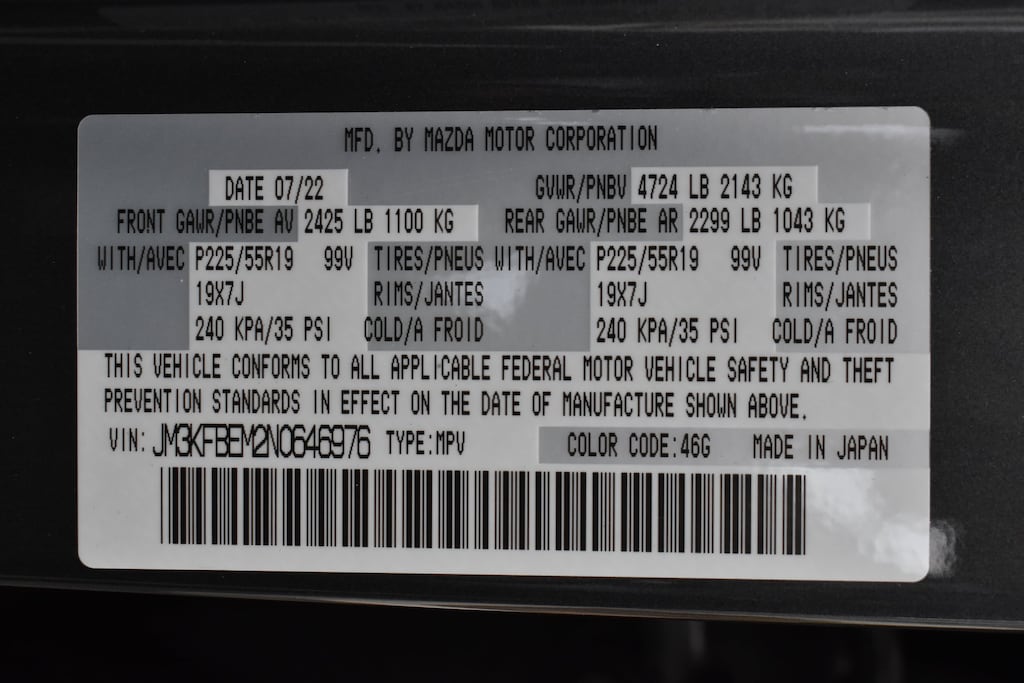 MFD. BY MAZDA MOTOR CORPORATION
DATE 07/22 GVWR/PNBV 4724 LB 2143 KG
FRONT GAWR/PNBE AV 2425 LB 1100 KG REAR GAWR/PNBE AR 2299 LB 1043 KG
WITH/AVEC P225/55R19 99V TIRES/PNEUS WITH/AVEC P225/55R19 99V TIRES/PNEUS
19X7J RIMS/JANTES 19X7J RIMS/JANTES
240 KPA/35 PSI COLD/A FROID 240 KPA/35 PSI COLD/A FROID
THIS VEHICLE CONFORMS TO ALL APPLICABLE FEDERAL MOTOR VEHICLE SAFETY AND THEFT
PREVENTION STANDARDS IN EFFECT ON THE DATE OF MANUFACTURE SHOWN ABOVE.
VIN: JM3KFBEM2N0646976 TYPE:MPV COLOR CODE:46G MADE IN JAPAN